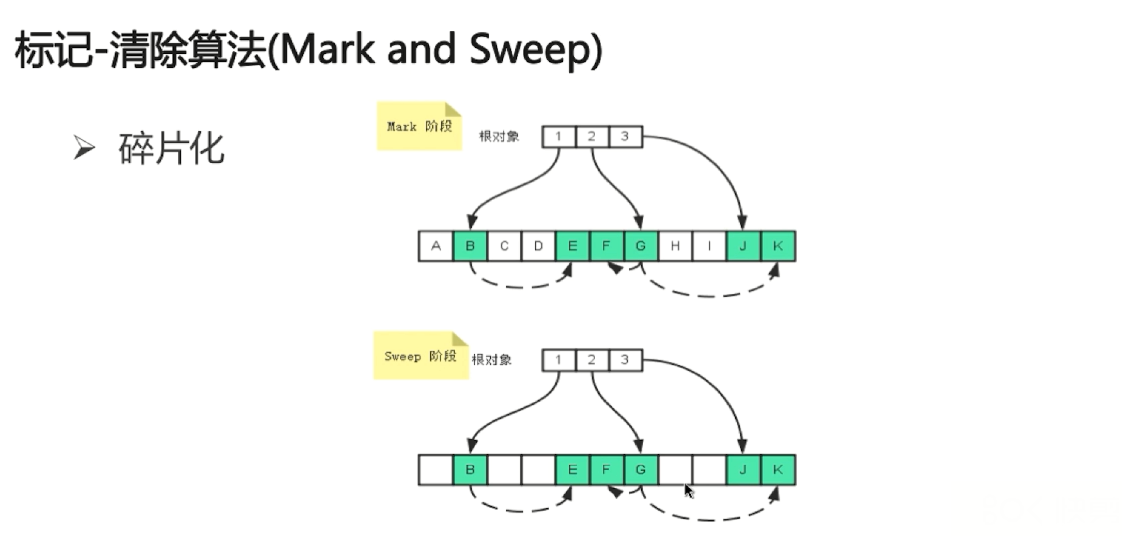 标记-清除算法(Mark and Sweep)
➢ 碎片化
Mark 阶段
根对象 1 2 3
A B C D E F G H I J K
Sweep 阶段
根对象 1 2 3
B E F G J K